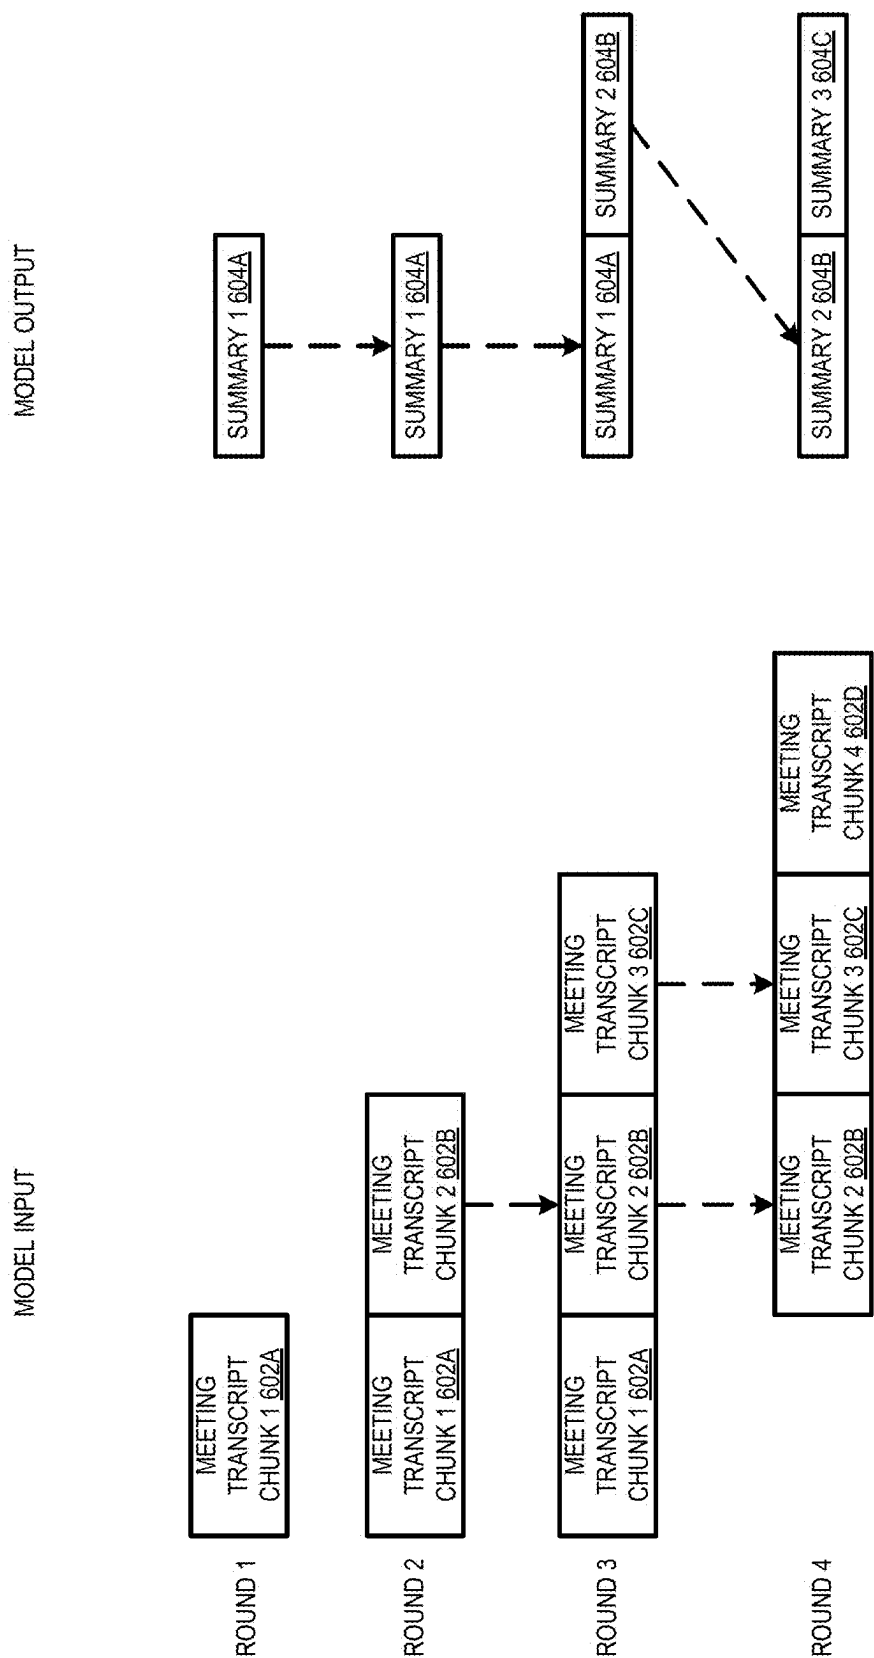 MODEL INPUT
MODEL OUTPUT
ROUND 1
MEETING
TRANSCRIPT
CHUNK 1 602A
SUMMARY 1 604A
ROUND 2
MEETING
TRANSCRIPT
CHUNK 1 602A
MEETING
TRANSCRIPT
CHUNK 2 602B
SUMMARY 1 604A
ROUND 3
MEETING
TRANSCRIPT
CHUNK 1 602A
MEETING
TRANSCRIPT
CHUNK 2 602B
MEETING
TRANSCRIPT
CHUNK 3 602C
SUMMARY 1 604A
SUMMARY 2 604B
ROUND 4
MEETING
TRANSCRIPT
CHUNK 2 602B
MEETING
TRANSCRIPT
CHUNK 3 602C
MEETING
TRANSCRIPT
CHUNK 4 602D
SUMMARY 2 604B
SUMMARY 3 604C